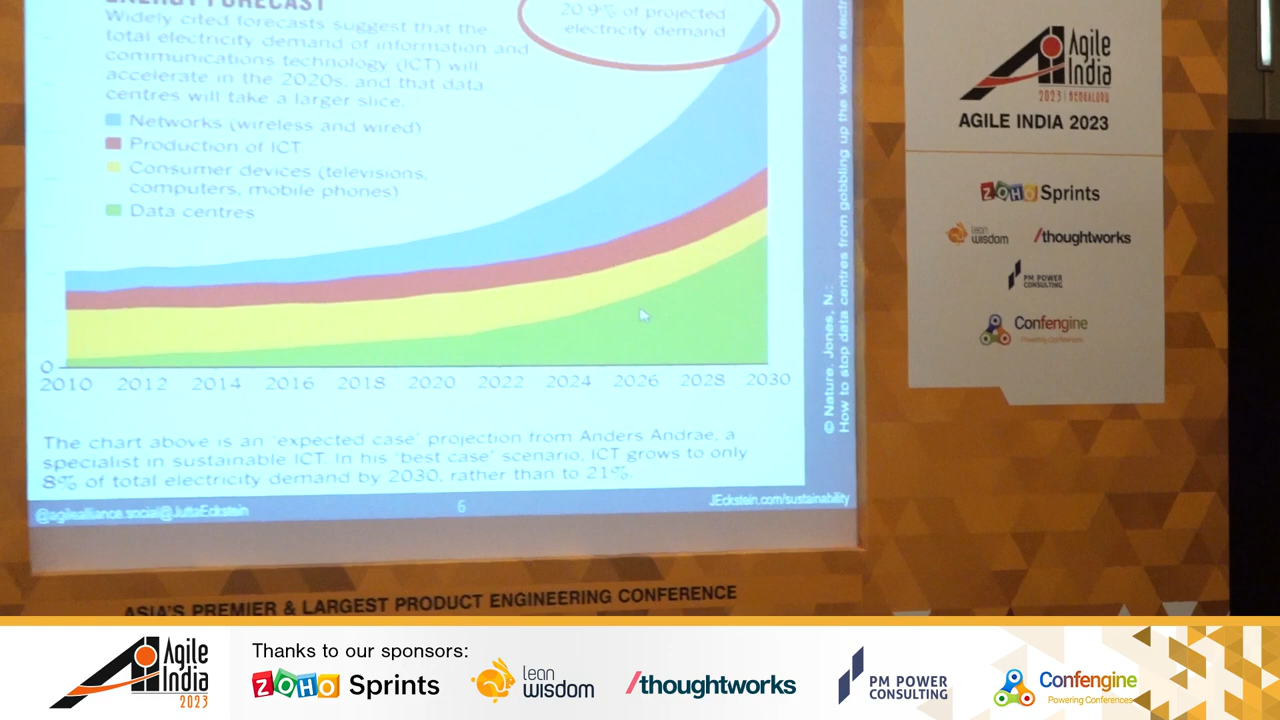 ENERGY FORECAST
Widely cited forecasts suggest that the
total electricity demand of information and
communications technology (ICT) will
accelerate in the 2020s, and that data
centres will take a larger slice.
Networks (wireless and wired)
Production of ICT
Consumer devices (televisions,
computers, mobile phones)
Data centres
20.9% of projected
electricity demand
0
2010 2012 2014 2016 2018 2020 2022 2024 2026 2028 2030
The chart above is an 'expected case' projection from Anders Andrae, a
specialist in sustainable ICT. In his 'best case' scenario, ICT grows to only
8% of total electricity demand by 2030, rather than to 21%.
© Nature, Jones, N.:
How to stop data centres from gobbling up the world's
@agilealliance.social@JuttaEckstein
6
JEckstein.com/sustainability
Agile
India
2023 | BENGALURU
AGILE INDIA 2023
ZOHO Sprints
lean
wisdom
/thoughtworks
PM POWER
CONSULTING
Confengine
Powering Conferences
ASIA'S PREMIER & LARGEST PRODUCT ENGINEERING CONFERENCE
Agile
India
2023
Thanks to our sponsors:
ZOHO Sprints
lean
wisdom
/thoughtworks
PM POWER
CONSULTING
Confengine
Powering Conferences